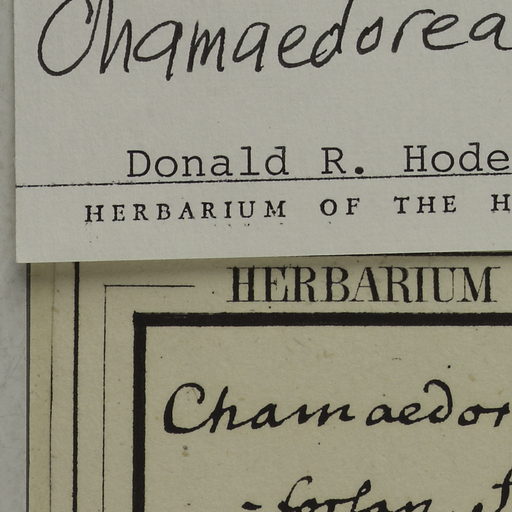 Chamaedorea
Donald R. Hode
HERBARIUM OF THE H
HERBARIUM
Chamaedor